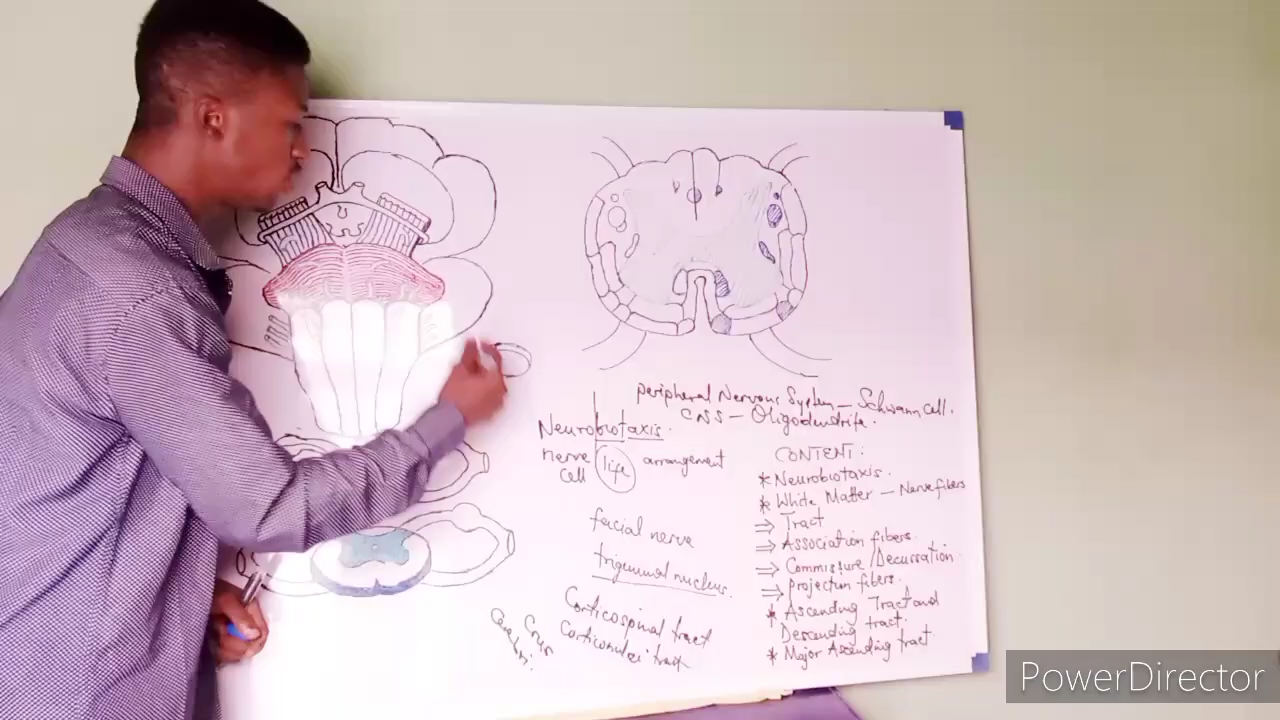 peripheral Nervous System — Schwann cell.
CNS — Oligodendrite.
Neurobiotaxis.
nerve life arrangement
cell
facial nerve
trigeminal nucleus.
Corticospinal tract
Crus
CONTENT:
* Neurobiotaxis.
* White Matter — Nerve fibers
⇒ Tract
⇒ Association fibers.
⇒ Commissure / Decussation
⇒ projection fibers.
* Ascending Tract and
Descending tract.
* Major Ascending tract
PowerDirector